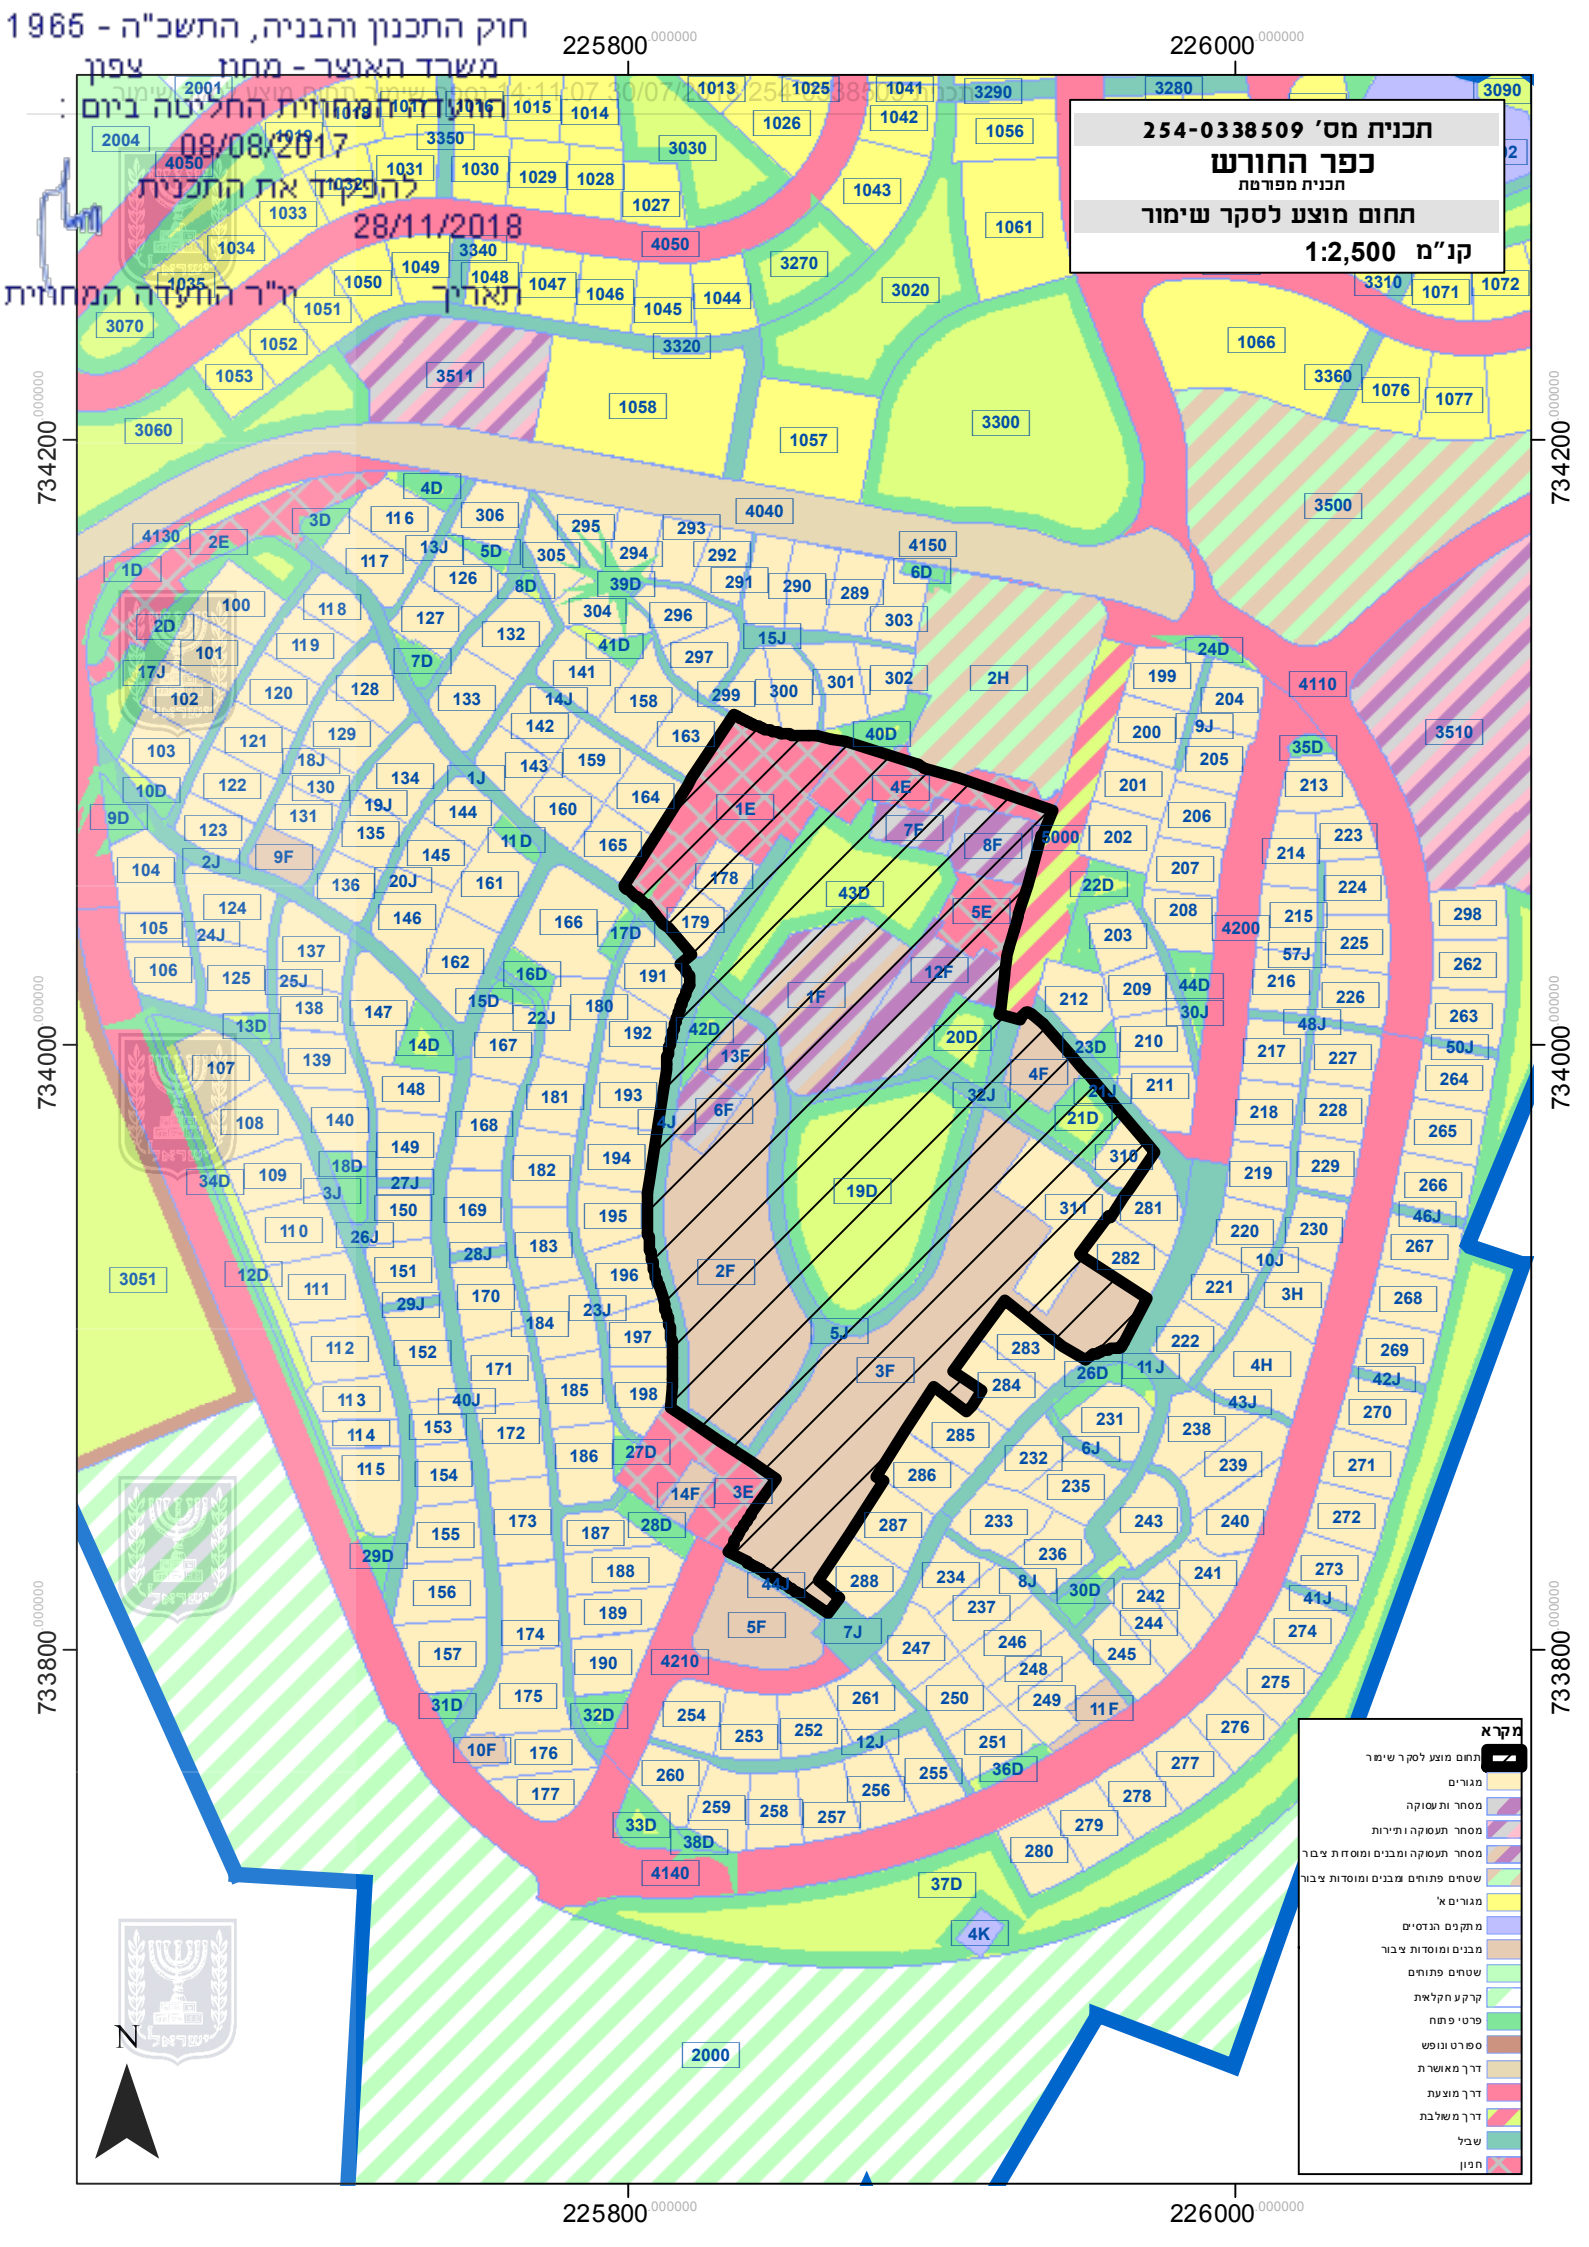 חוק התכנון והבניה, התשכ"ה - 1965
משרד האוצר - מחוז צפון
הוועדה המחוזית החליטה ביום :
08/08/2017
להפקיד את התכנית
28/11/2018
תאריך יו"ר הוועדה המחוזית
225800.000000 226000.000000
תכנית מס' 254-0338509
כפר החורש
תכנית מפורטת
תחום מוצע לסקר שימור
קנ"מ 1:2,500
734200.000000 734200.000000
734000.000000 734000.000000
733800.000000 733800.000000
2001 1013 1025 1041 3290 3280 3090
1018 1017 1016 1015 1014 1026 1042 1056
2004 4050 1019 3350 3030
1032 1031 1030 1029 1028 1027 1043 1061
1033 1034 1035 4050 3270 3020
1050 1049 3340 1048 1047 1046 1045 1044
3310 1071 1072
3070 1051 1052 1053 3320 1066 3360 1076 1077
3060 3511 1058 1057 3300 3500
4D 3D 116 306 295 293 4040 4150
4130 2E 1D 117 13J 5D 305 294 292 6D
100 118 126 8D 39D 291 290 289
2D 101 119 127 132 304 296 303
17J 102 120 128 7D 133 41D 141 297 15J
14J 158 299 300 301 302 2H 199 24D 204 4110
103 121 129 142 163 40D 200 9J 205 35D 3510
10D 122 18J 130 134 1J 143 159 164 4E 201 213
9D 123 131 19J 135 144 160 1E 7F 8F 5000 202 206 223
104 2J 9F 136 20J 145 11D 165 178 43D 207 214 224
105 124 24J 146 161 166 179 5E 22D 208 215 298
106 125 137 25J 162 17D 191 12F 203 4200 57J 225 262
138 147 15D 16D 22J 180 1F 212 209 44D 30J 216 226 263
13D 139 14D 167 192 42D 13F 20D 23D 210 48J 217 227 50J
107 148 181 193 6F 32J 4F 21J 211 264
108 140 168 4J 21D 218 228 265
34D 109 18D 3J 149 27J 150 182 194 19D 310 219 229 266
110 26J 169 183 195 311 281 220 230 46J 267
3051 12D 111 151 28J 170 196 2F 282 10J 221 3H 268
112 29J 152 184 23J 197 5J 283 222 269
113 171 185 198 3F 284 26D 11J 4H 42J
114 40J 153 172 285 231 43J 238 270
115 154 186 27D 286 232 6J 235 239 271
173 14F 3E 28D 187 287 233 243 240 272
29D 155 188 44J 288 234 236 8J 30D 241 273
156 174 189 5F 7J 237 242 244 41J 274
157 190 4210 247 246 248 245 275
31D 175 32D 254 253 252 261 250 249 11F 276
10F 176 12J 251 36D 277
177 260 255 256 278
33D 259 258 257 279 280
38D 4140 37D
4K
2000
N
מקרא
תחום מוצע לסקר שימור
מגורים
מסחר ותעסוקה
מסחר תעסוקה ותיירות
מסחר תעסוקה ומבנים ומוסדות ציבור
שטחים פתוחים ומבנים ומוסדות ציבור
מגורים א'
מתקנים הנדסיים
מבנים ומוסדות ציבור
שטחים פתוחים
קרקע חקלאית
פרטי פתוח
ספורט ונופש
דרך מאושרת
דרך מוצעת
דרך משולבת
שביל
חניון
225800.000000 226000.000000